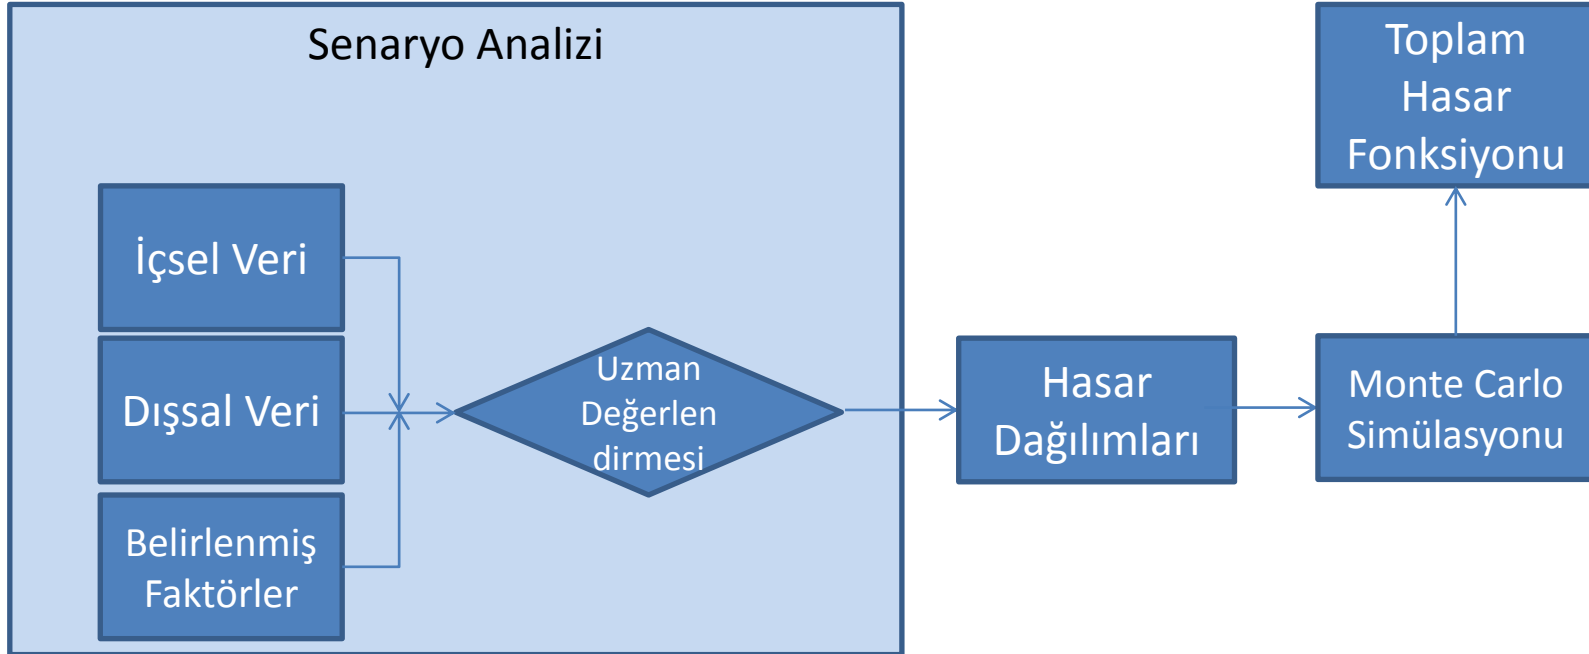 Senaryo Analizi
İçsel Veri
Dışsal Veri
Belirlenmiş
Faktörler
Uzman
Değerlen
dirmesi
Hasar
Dağılımları
Monte Carlo
Simülasyonu
Toplam
Hasar
Fonksiyonu